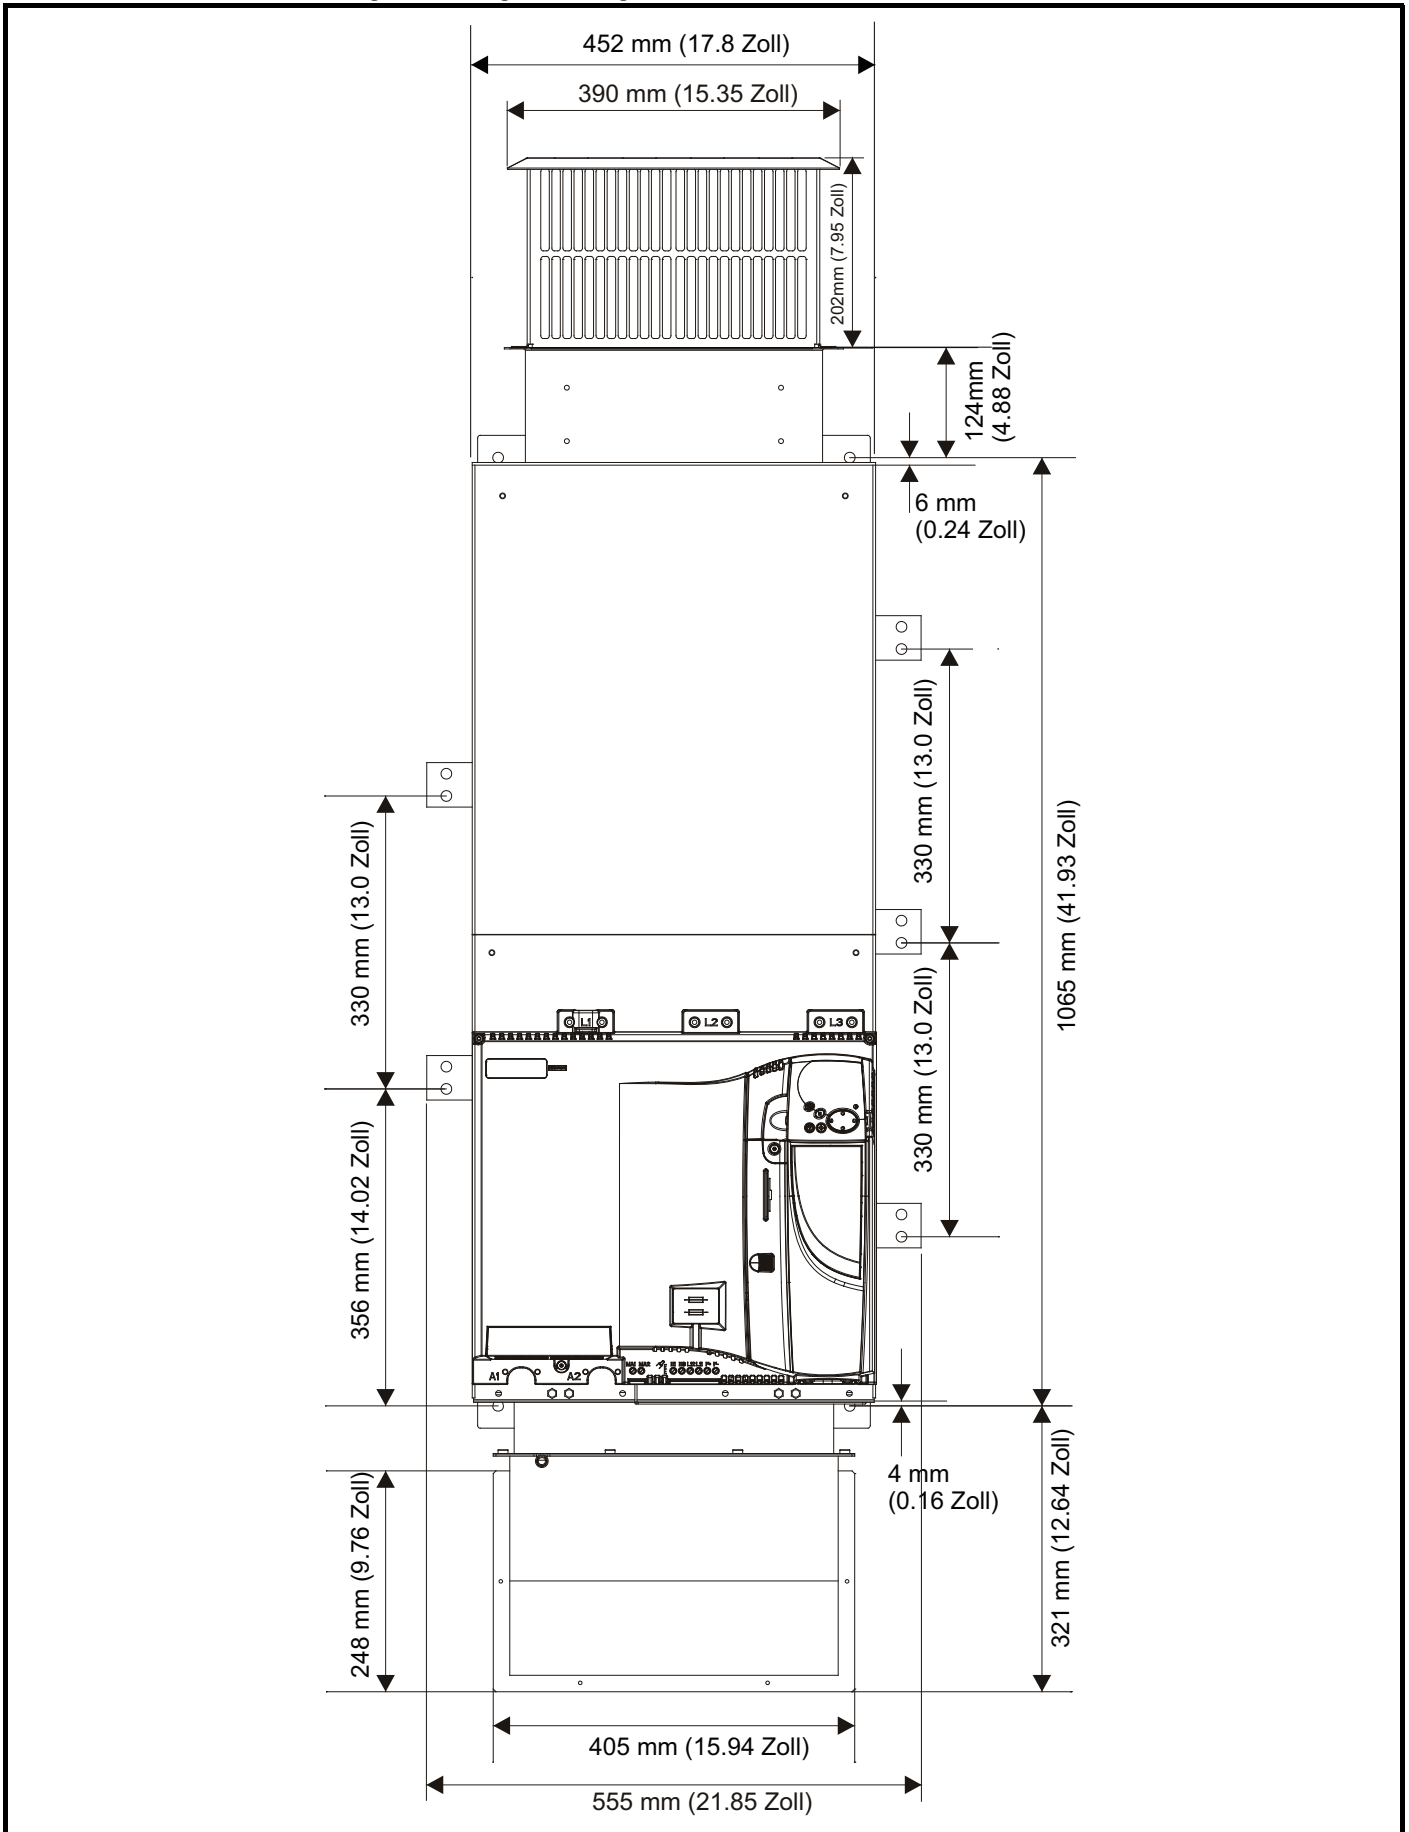 452 mm (17.8 Zoll)
390 mm (15.35 Zoll)
202mm (7.95 Zoll)
124mm
(4.88 Zoll)
6 mm
(0.24 Zoll)
330 mm (13.0 Zoll)
330 mm (13.0 Zoll)
1065 mm (41.93 Zoll)
L1
L2
L3
330 mm (13.0 Zoll)
356 mm (14.02 Zoll)
A1
A2
4 mm
(0.16 Zoll)
248 mm (9.76 Zoll)
321 mm (12.64 Zoll)
405 mm (15.94 Zoll)
555 mm (21.85 Zoll)